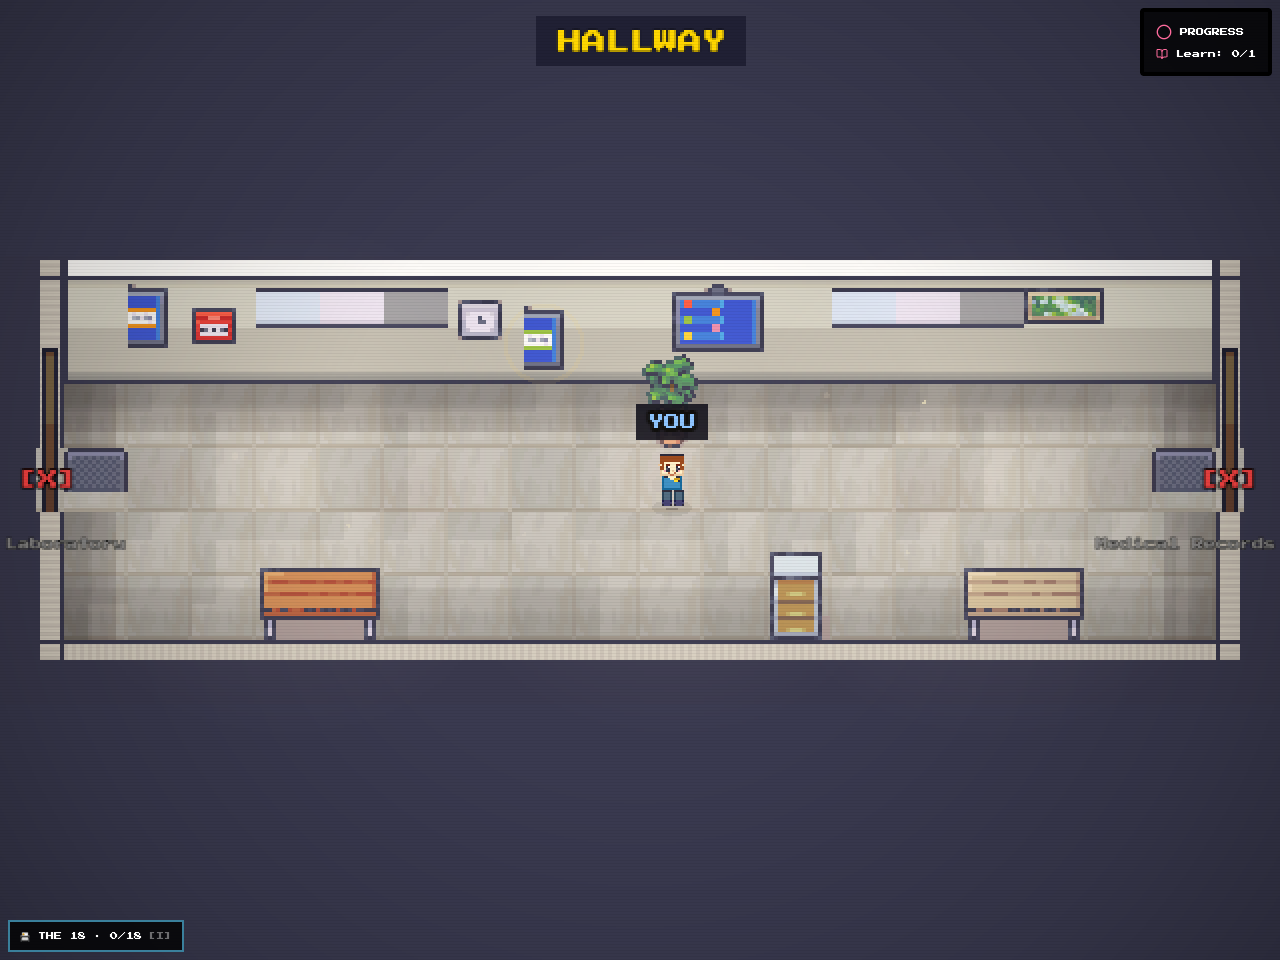 HALLWAY
PROGRESS
Learn: 0/1
YOU
[X]
[X]
Laboratory
Medical Records
THE 18 · 0/18 [I]